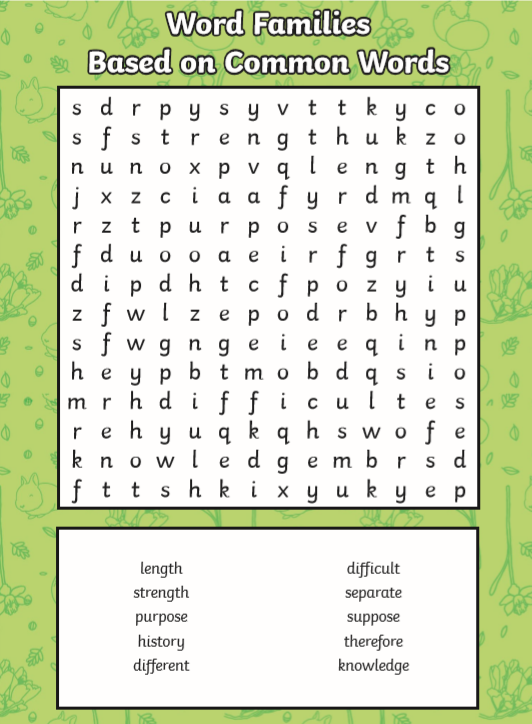 Word Families
Based on Common Words
s d r p y s y v t t k y c o
s f s t r e n g t h u k z o
n u n o x p v q l e n g t h
j x z c i a a f y r d m q l
r z t p u r p o s e v f b g
f d u o o a e i r f g r t s
d i p d h t c f p o z y i u
z f w l z e p o d r b h y p
s f w g n g e i e e q i n p
h e y p b t m o b d q s i o
m r h d i f f i c u l t e s
r e h y u q k q h s w o f e
k n o w l e d g e m b r s d
f t t s h k i x y u k y e p
length difficult
strength separate
purpose suppose
history therefore
different knowledge